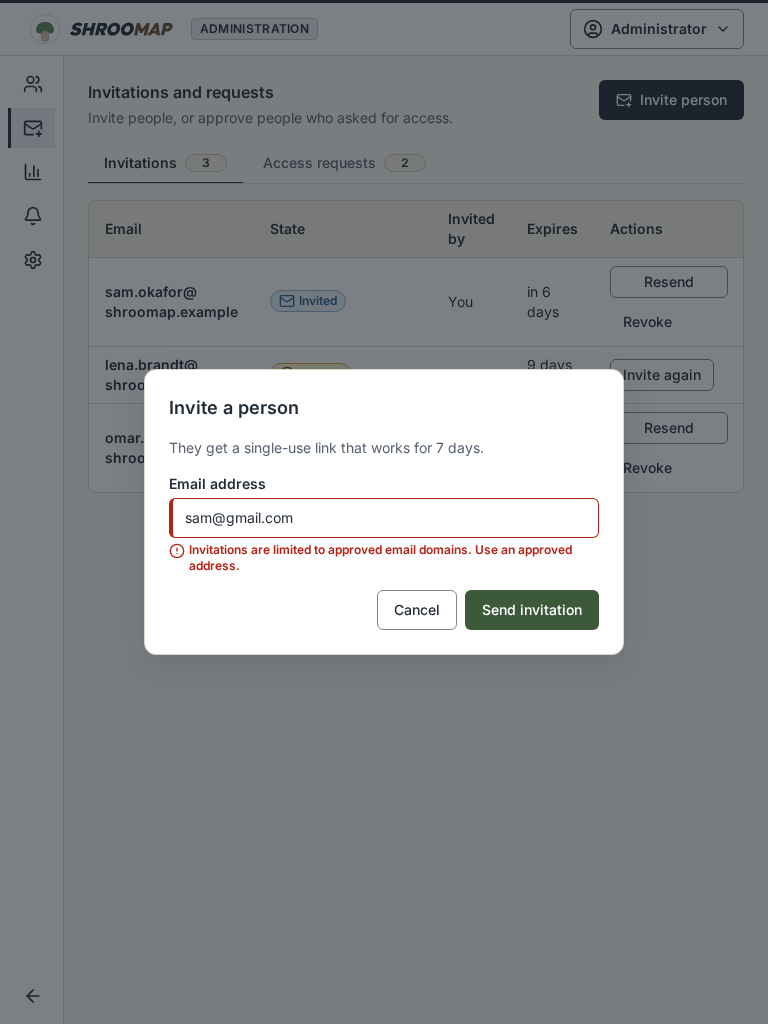 SHROOMAP
ADMINISTRATION
Administrator
Invitations and requests
Invite people, or approve people who asked for access.
Invite person
Invitations 3
Access requests 2
Email State Invited by Expires Actions
sam.okafor@
shroomap.example
Invited
You
in 6
days
Resend
Revoke
lena.brandt@
shroo
9 days
Invite again
omar.
shroo
Resend
Revoke
Invite a person
They get a single-use link that works for 7 days.
Email address
sam@gmail.com
Invitations are limited to approved email domains. Use an approved
address.
Cancel
Send invitation